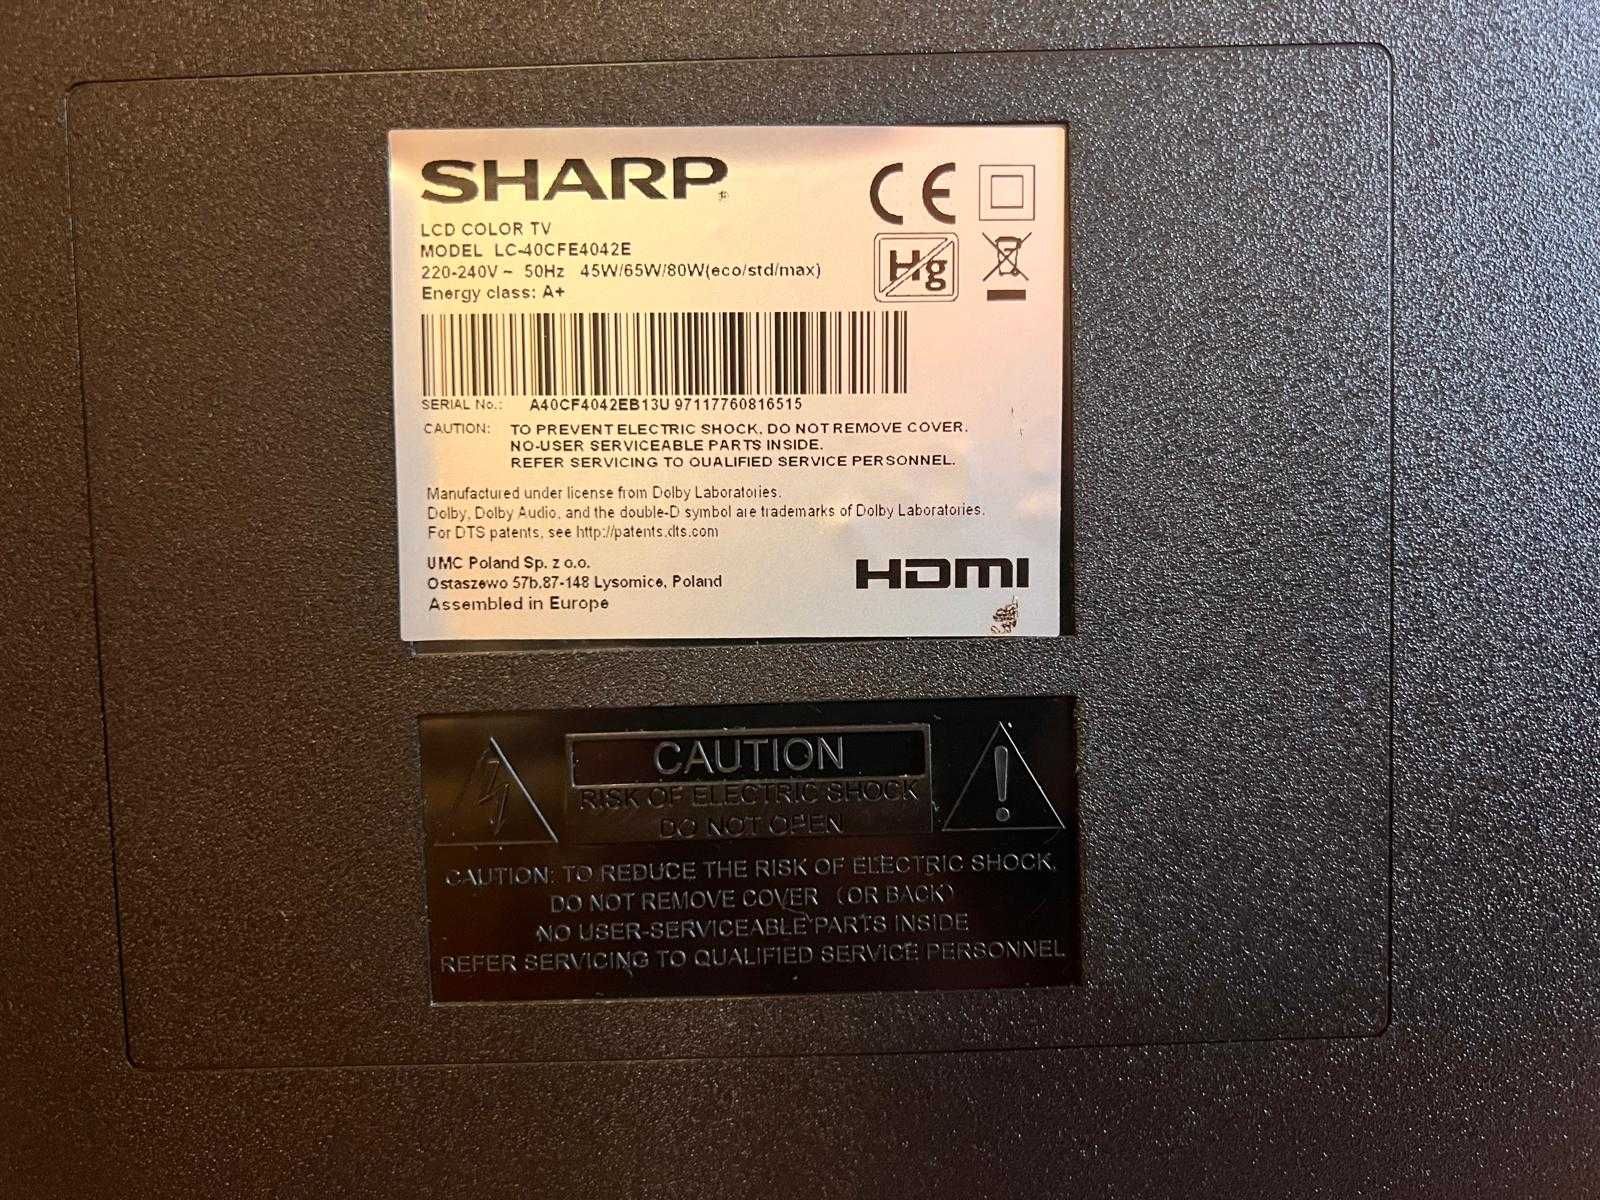 SHARP
LCD COLOR TV
MODEL LC-40CFE4042E
220-240V ~ 50Hz 45W/65W/80W(eco/std/max)
Energy class: A+
CE
Hg
SERIAL No.: A40CF4042EB13U 97117760816515
CAUTION: TO PREVENT ELECTRIC SHOCK, DO NOT REMOVE COVER.
NO-USER SERVICEABLE PARTS INSIDE.
REFER SERVICING TO QUALIFIED SERVICE PERSONNEL.
Manufactured under license from Dolby Laboratories.
Dolby, Dolby Audio, and the double-D symbol are trademarks of Dolby Laboratories.
For DTS patents, see http://patents.dts.com
UMC Poland Sp. z o.o.
Ostaszewo 57b.87-148 Lysomice, Poland
Assembled in Europe
HDMI
CAUTION
RISK OF ELECTRIC SHOCK
DO NOT OPEN
CAUTION: TO REDUCE THE RISK OF ELECTRIC SHOCK,
DO NOT REMOVE COVER (OR BACK)
NO USER-SERVICEABLE PARTS INSIDE
REFER SERVICING TO QUALIFIED SERVICE PERSONNEL